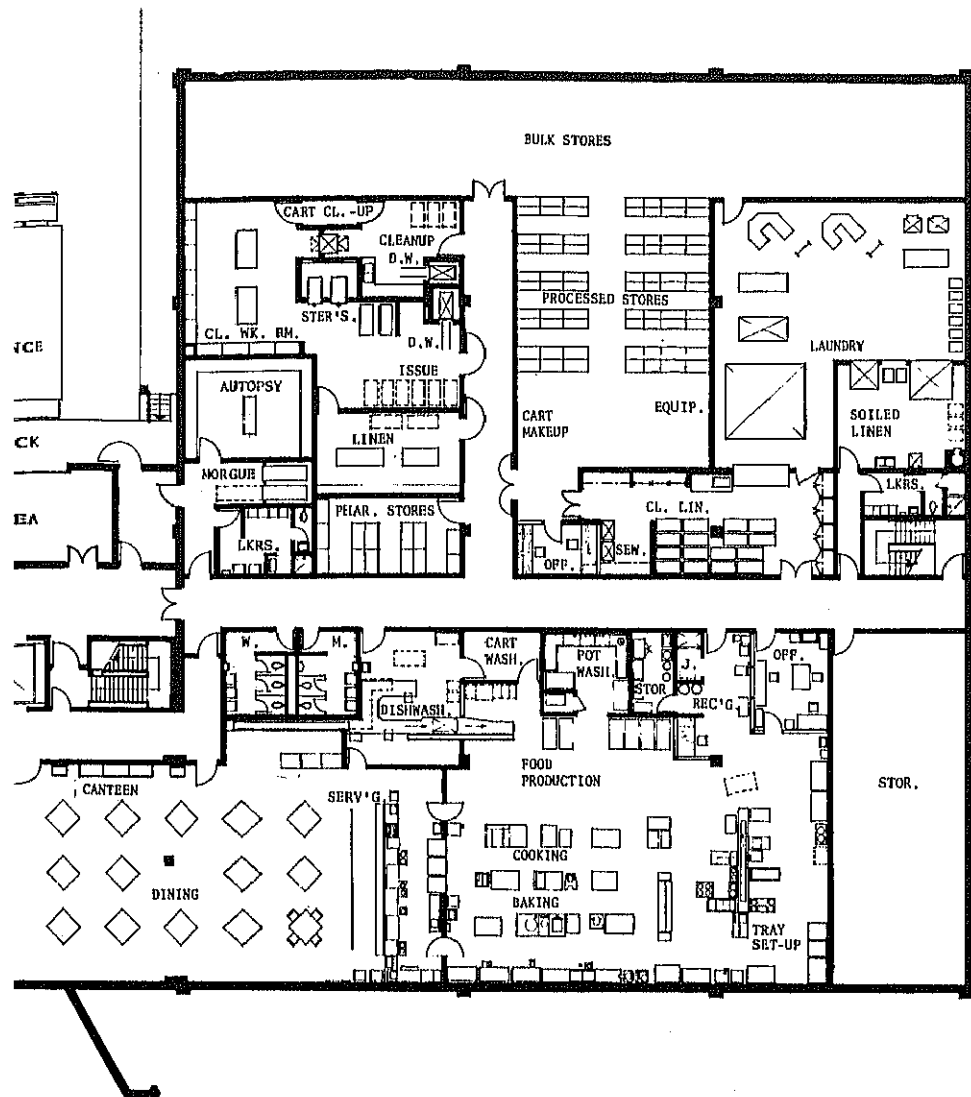 BULK STORES
CART CL.-UP
CLEANUP
D.W.
PROCESSED STORES
STER'S.
CL. WK. RM.
D.W.
LAUNDRY
NCE
ISSUE
AUTOPSY
EQUIP.
CART
MAKEUP
SOILED
LINEN
CK
LINEN
MORGUE
LKRS.
EA
PHAR. STORES
CL. LIN.
LKRS.
OFF.
SEW.
W.
M.
CART
WASH.
POT
WASH.
STOR
J.
OFF.
REC'G.
DISHWASH.
FOOD
PRODUCTION
STOR.
CANTEEN
SERV'G.
COOKING
DINING
BAKING
TRAY
SET-UP